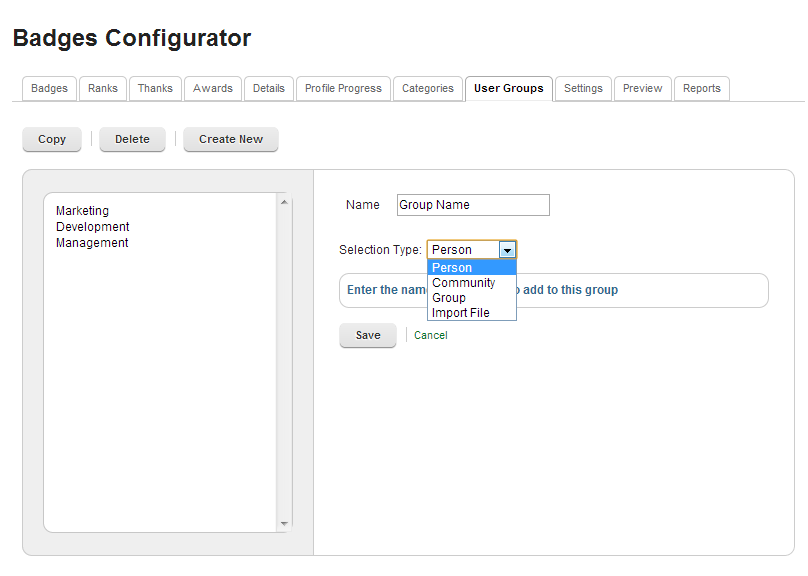 Badges Configurator
Badges Ranks Thanks Awards Details Profile Progress Categories User Groups Settings Preview Reports
Copy Delete Create New
Marketing
Development
Management
Name Group Name
Selection Type: Person
Person
Community
Group
Import File
Enter the name o add to this group
Save Cancel